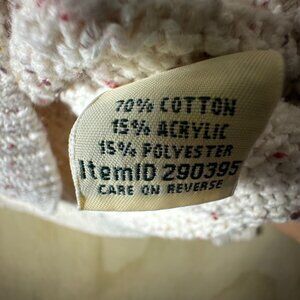 70% COTTON
15% ACRYLIC
15% POLYESTER
ItemID 290395
CARE ON REVERSE